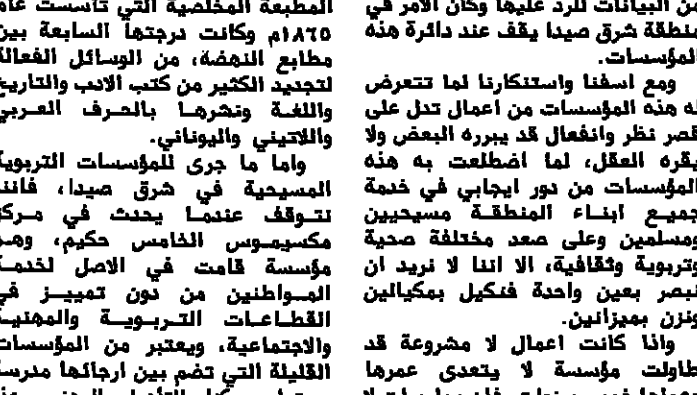 من البيانات للرد عليها وكان الامر في
منطقة شرق صيدا يقف عند دائرة هذه
المؤسسات.
ومع اسفنا واستنكارنا لما تتعرض
له هذه المؤسسات من اعمال تدل على
قصر نظر وانفعال قد يبرره البعض ولا
يقره العقل، لما اضطلعت به هذه
المؤسسات من دور ايجابي في خدمة
جميع ابناء المنطقة مسيحيين
ومسلمين وعلى صعد مختلفة صحية
وتربوية وثقافية، الا اننا لا نريد ان
نبصر بعين واحدة فنكيل بمكيالين
ونزن بميزانين.
واذا كانت اعمال لا مشروعة قد
طاولت مؤسسة لا يتعدى عمرها
المطبعة المخلصية التي تأسست عام
١٨٦٥م وكانت درجتها السابعة بين
مطابع النهضة، من الوسائل الفعالة
لتجديد الكثير من كتب الادب والتاريخ
واللغة ونشرها بالحرف العربي
واللاتيني واليوناني.
واما ما جرى للمؤسسات التربوية
المسيحية في شرق صيدا، فاننا
نتوقف عندما يحدث في مركز
مكسيموس الخامس حكيم، وهو
مؤسسة قامت في الاصل لخدمة
المواطنين من دون تمييز في
القطاعات التربوية والمهنية
والاجتماعية، ويعتبر من المؤسسات
القليلة التي تضم بين ارجائها مدرسة